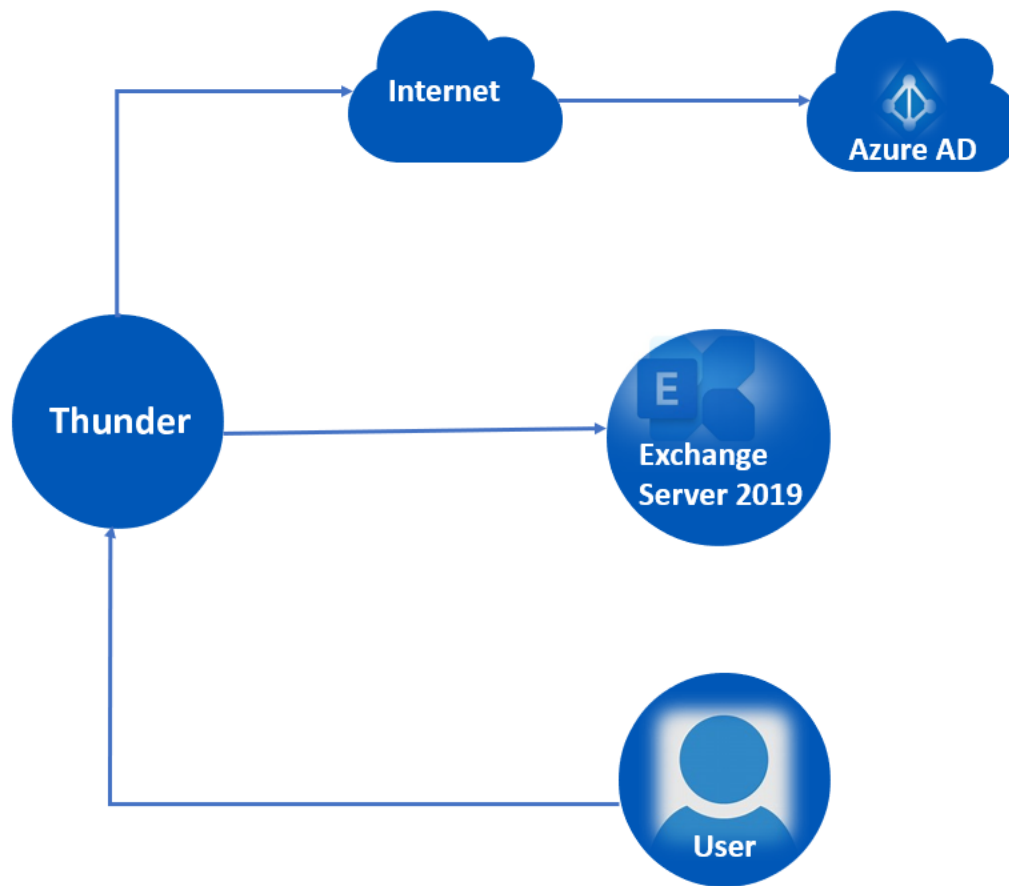 Internet
Azure AD
Thunder
E
Exchange
Server 2019
User